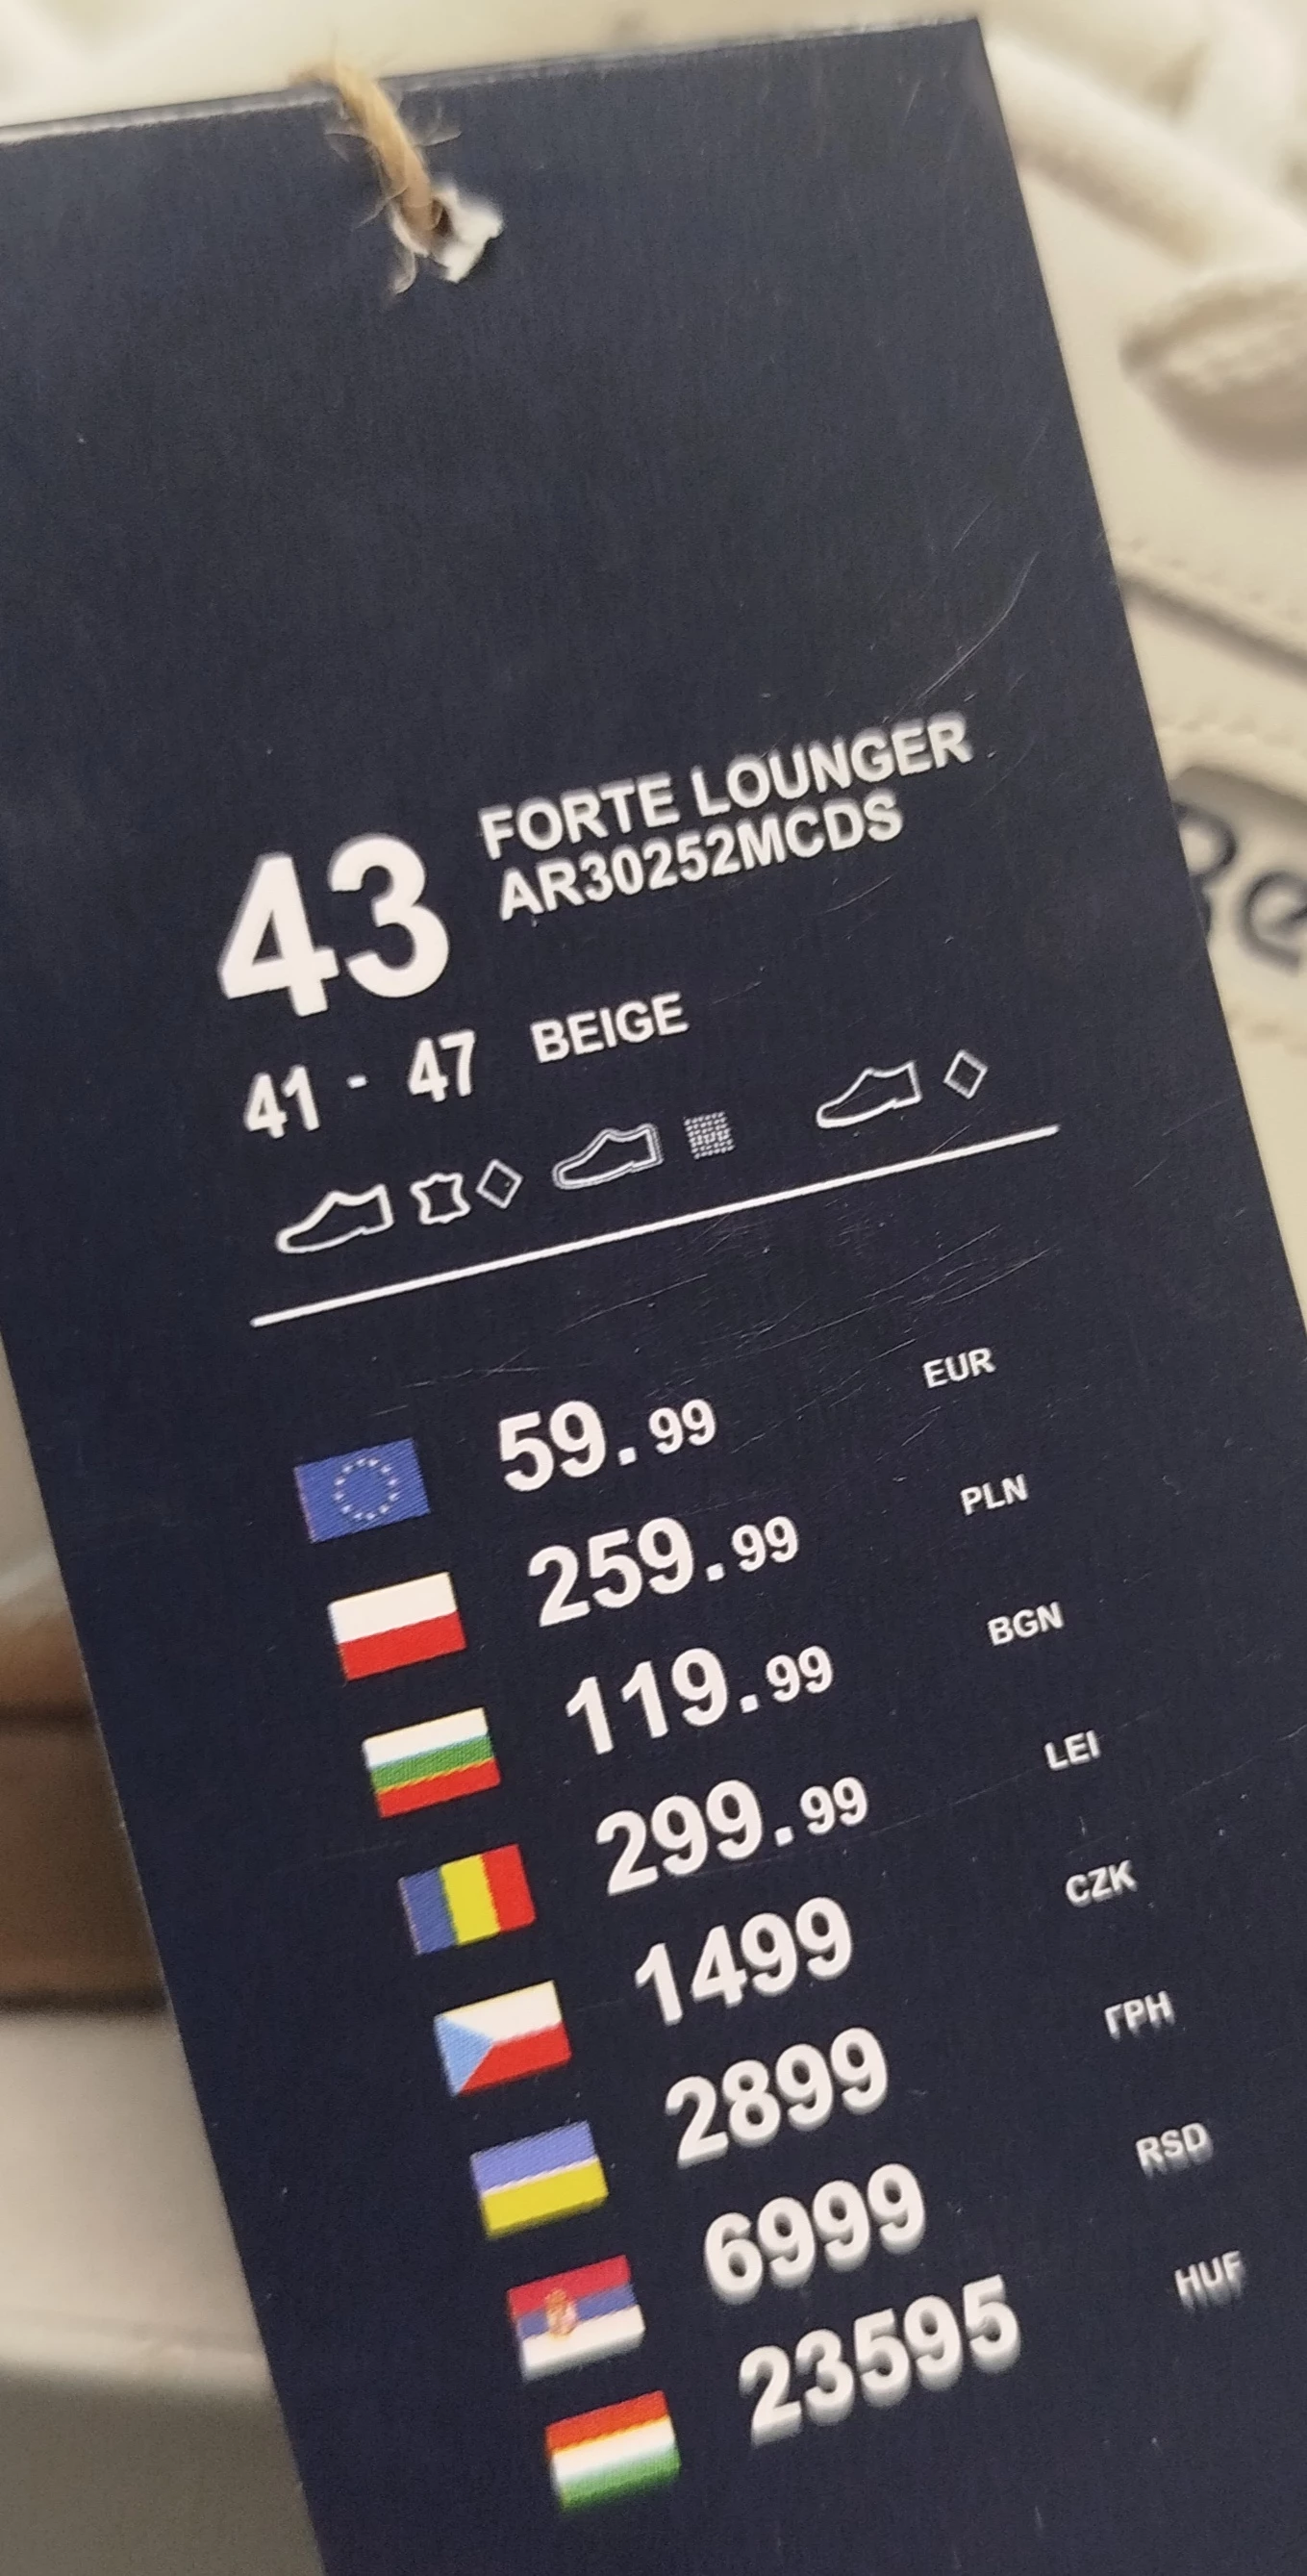 43 FORTE LOUNGER
AR30252MCDS
41 - 47 BEIGE
59.99 EUR
259.99 PLN
119.99 BGN
299.99 LEI
1499 CZK
2899 ГРН
6999 RSD
23595 HUF
Be